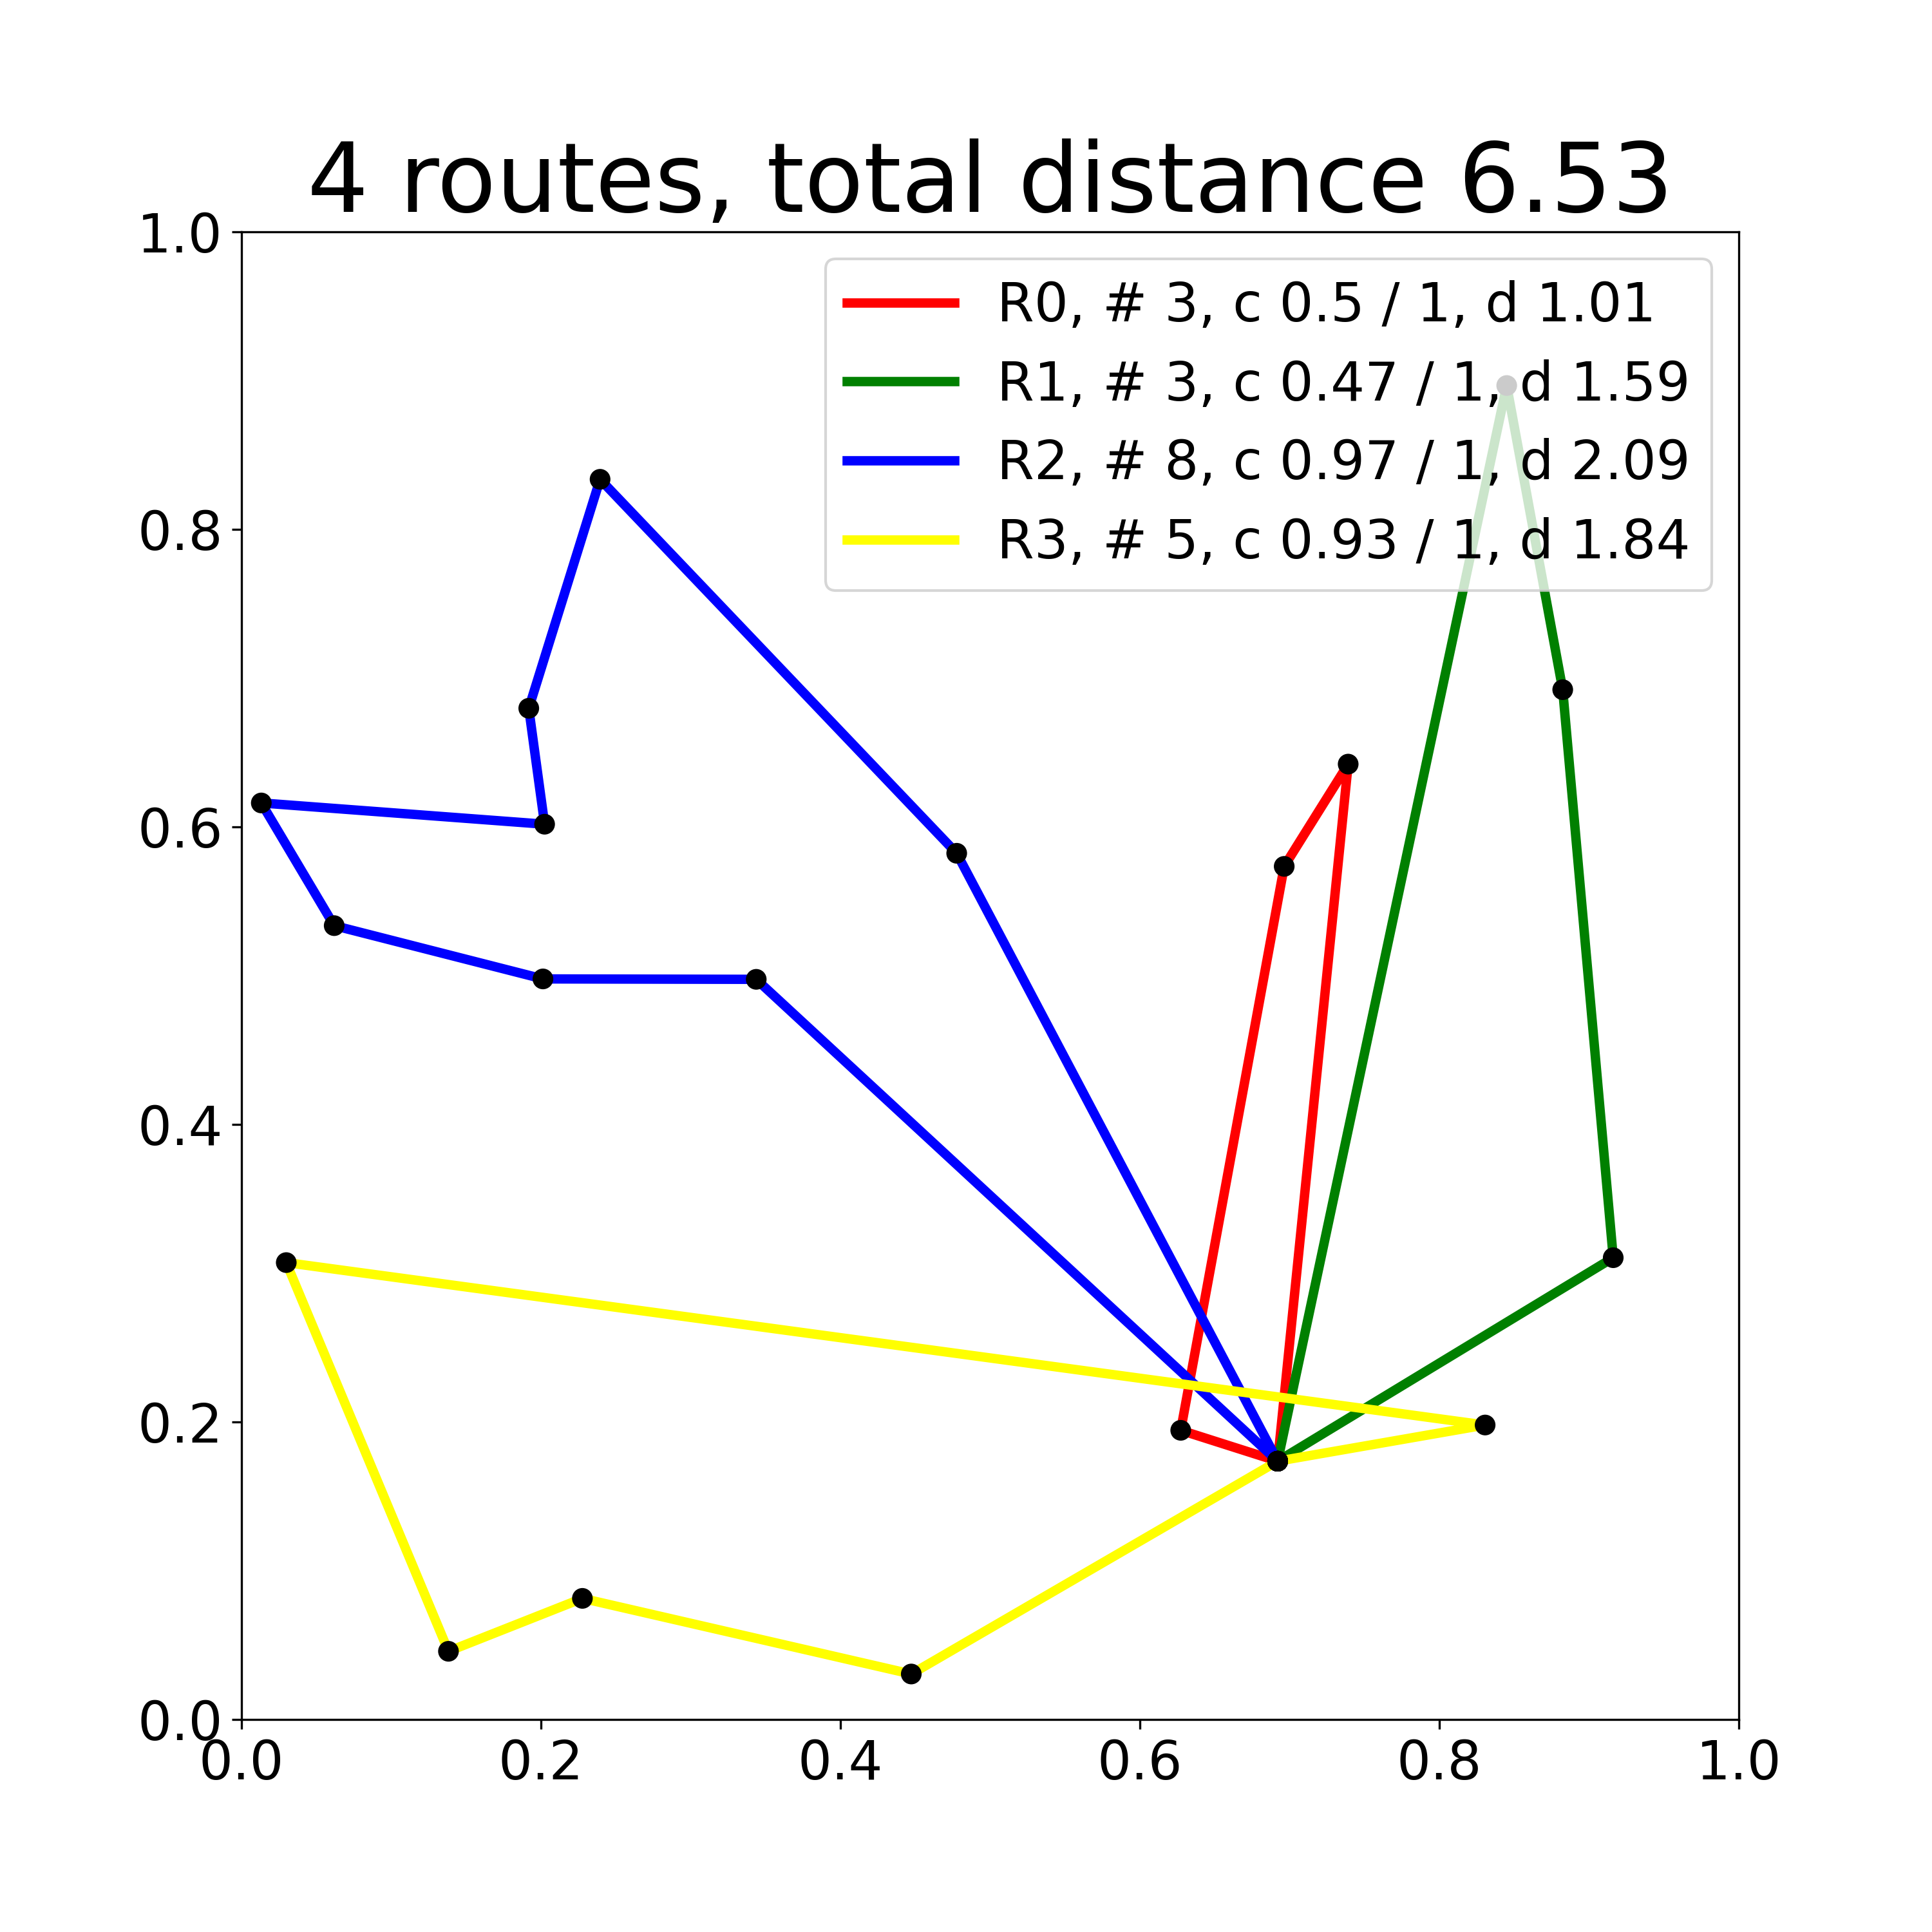 4 routes, total distance 6.53
R0, # 3, c 0.5 / 1, d 1.01
R1, # 3, c 0.47 / 1, d 1.59
R2, # 8, c 0.97 / 1, d 2.09
R3, # 5, c 0.93 / 1, d 1.84
1.0
0.8
0.6
0.4
0.2
0.0
0.0 0.2 0.4 0.6 0.8 1.0